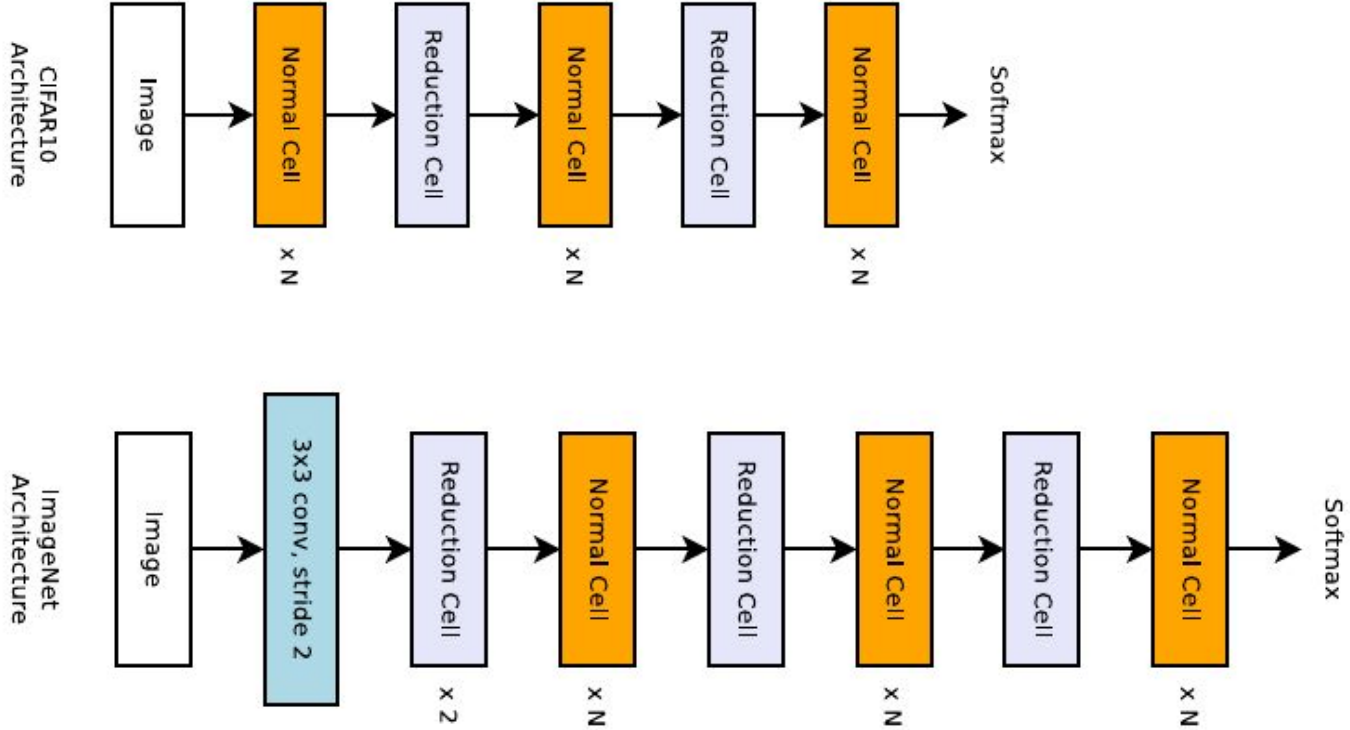 CIFAR10
Architecture
Image
Normal Cell
x N
Reduction Cell
Normal Cell
x N
Reduction Cell
Normal Cell
x N
Softmax
ImageNet
Architecture
Image
3x3 conv, stride 2
Reduction Cell
x 2
Normal Cell
x N
Reduction Cell
Normal Cell
x N
Reduction Cell
Normal Cell
x N
Softmax